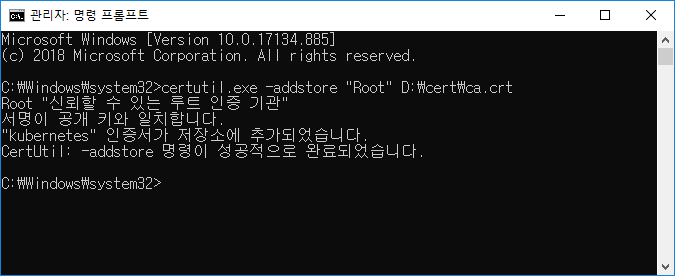 관리자: 명령 프롬프트
Microsoft Windows [Version 10.0.17134.885]
(c) 2018 Microsoft Corporation. All rights reserved.
C:₩Windows₩system32>certutil.exe -addstore "Root" D:₩cert₩ca.crt
Root "신뢰할 수 있는 루트 인증 기관"
서명이 공개 키와 일치합니다.
"kubernetes" 인증서가 저장소에 추가되었습니다.
CertUtil: -addstore 명령이 성공적으로 완료되었습니다.
C:₩Windows₩system32>